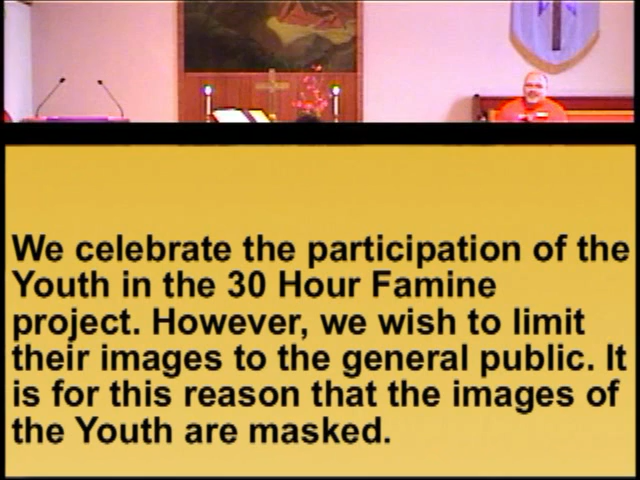 We celebrate the participation of the
Youth in the 30 Hour Famine
project. However, we wish to limit
their images to the general public. It
is for this reason that the images of
the Youth are masked.